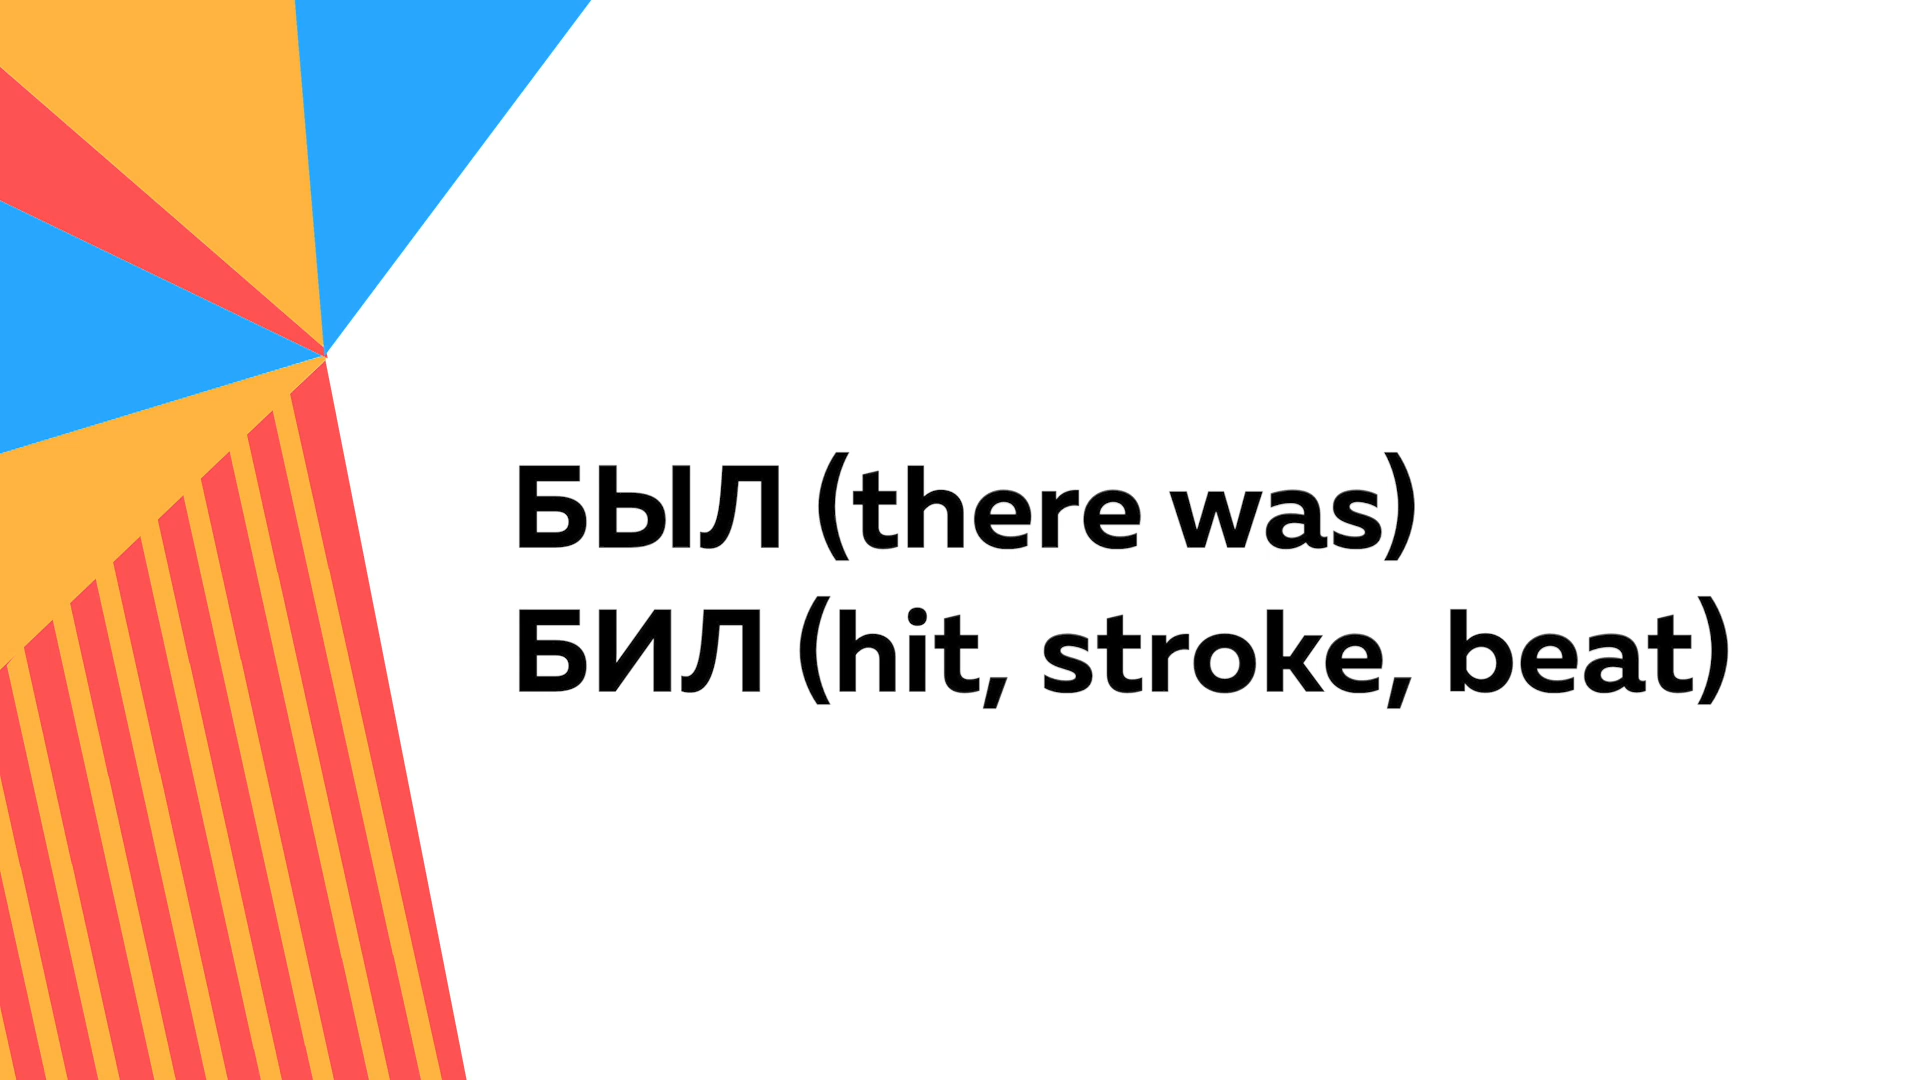 БЫЛ (there was)
БИЛ (hit, stroke, beat)